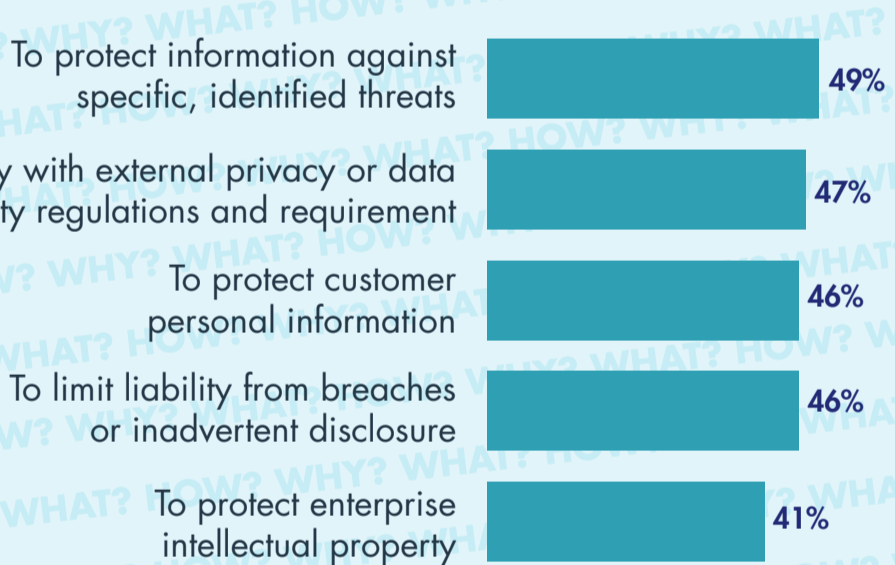 To protect information against
specific, identified threats
49%
with external privacy or data
regulations and requirement
47%
To protect customer
personal information
46%
To limit liability from breaches
or inadvertent disclosure
46%
To protect enterprise
intellectual property
41%